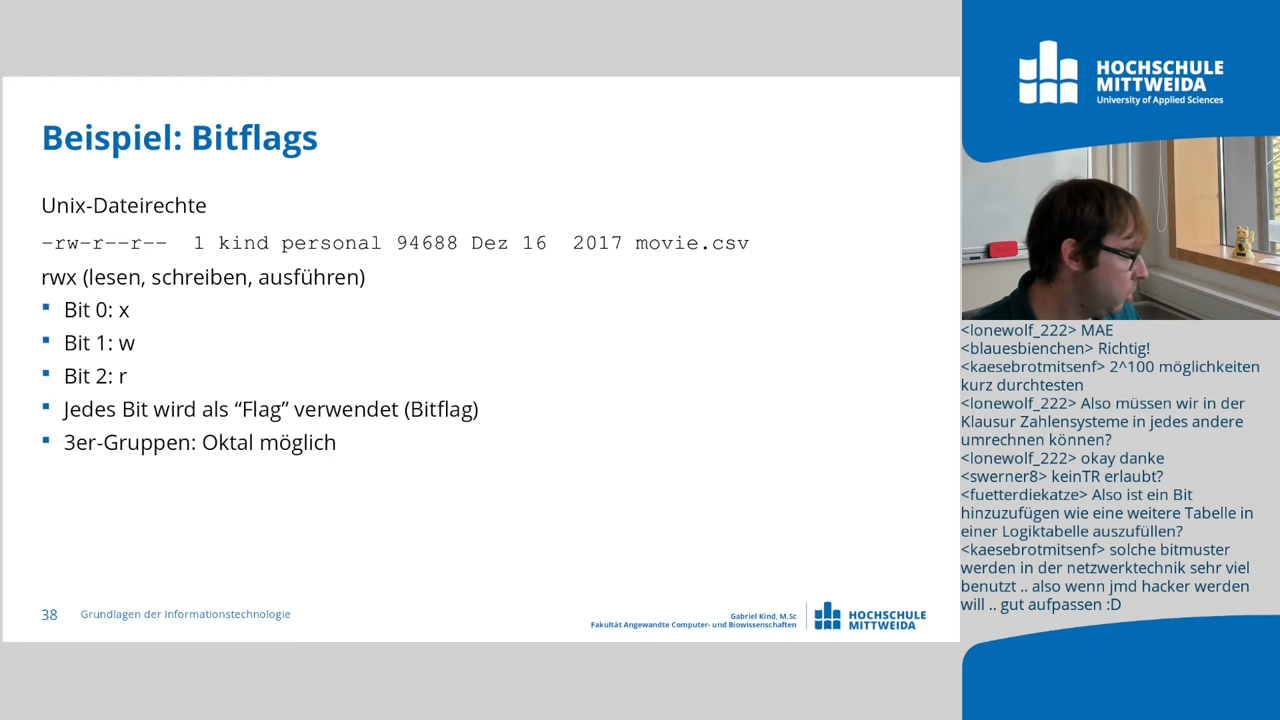 Beispiel: Bitflags
Unix-Dateirechte
-rw-r--r-- 1 kind personal 94688 Dez 16 2017 movie.csv
rwx (lesen, schreiben, ausführen)
Bit 0: x
Bit 1: w
Bit 2: r
Jedes Bit wird als “Flag” verwendet (Bitflag)
3er-Gruppen: Oktal möglich
38 Grundlagen der Informationstechnologie
Gabriel Kind, M.Sc
Fakultät Angewandte Computer- und Biowissenschaften
HOCHSCHULE
MITTWEIDA
HOCHSCHULE
MITTWEIDA
University of Applied Sciences
<lonewolf_222> MAE
<blauesbienchen> Richtig!
<kaesebrotmitsenf> 2^100 möglichkeiten
kurz durchtesten
<lonewolf_222> Also müssen wir in der
Klausur Zahlensysteme in jedes andere
umrechnen können?
<lonewolf_222> okay danke
<swerner8> keinTR erlaubt?
<fuetterdiekatze> Also ist ein Bit
hinzuzufügen wie eine weitere Tabelle in
einer Logiktabelle auszufüllen?
<kaesebrotmitsenf> solche bitmuster
werden in der netzwerktechnik sehr viel
benutzt .. also wenn jmd hacker werden
will .. gut aufpassen :D